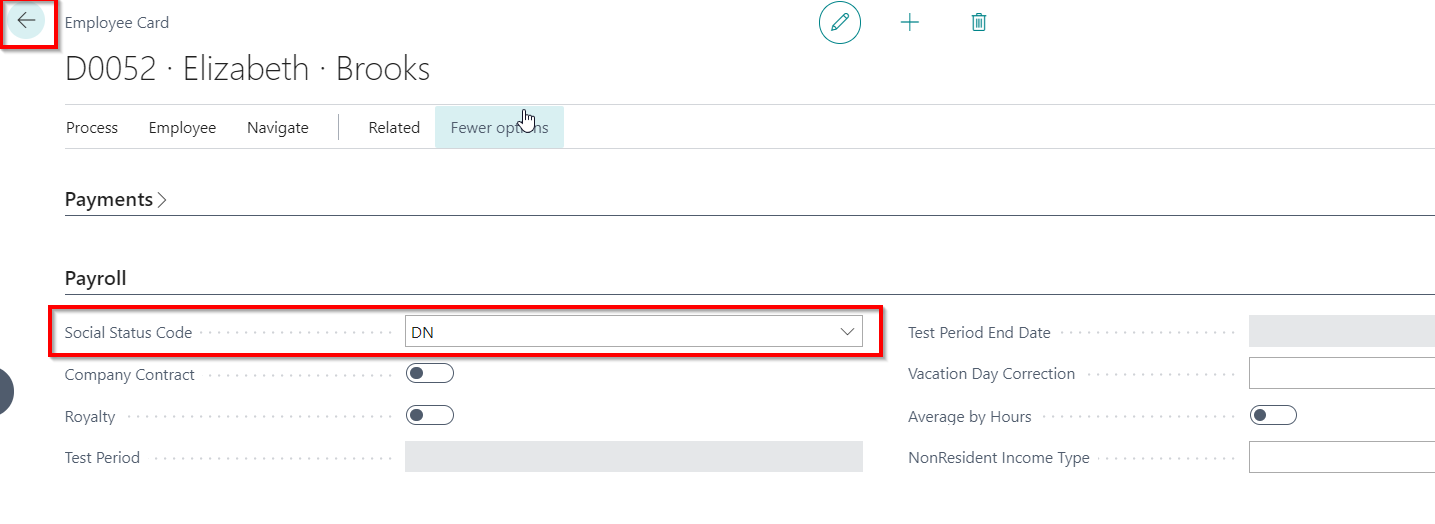 Employee Card
D0052 · Elizabeth · Brooks
Process Employee Navigate Related Fewer options
Payments
Payroll
Social Status Code DN Test Period End Date
Company Contract Vacation Day Correction
Royalty Average by Hours
Test Period NonResident Income Type